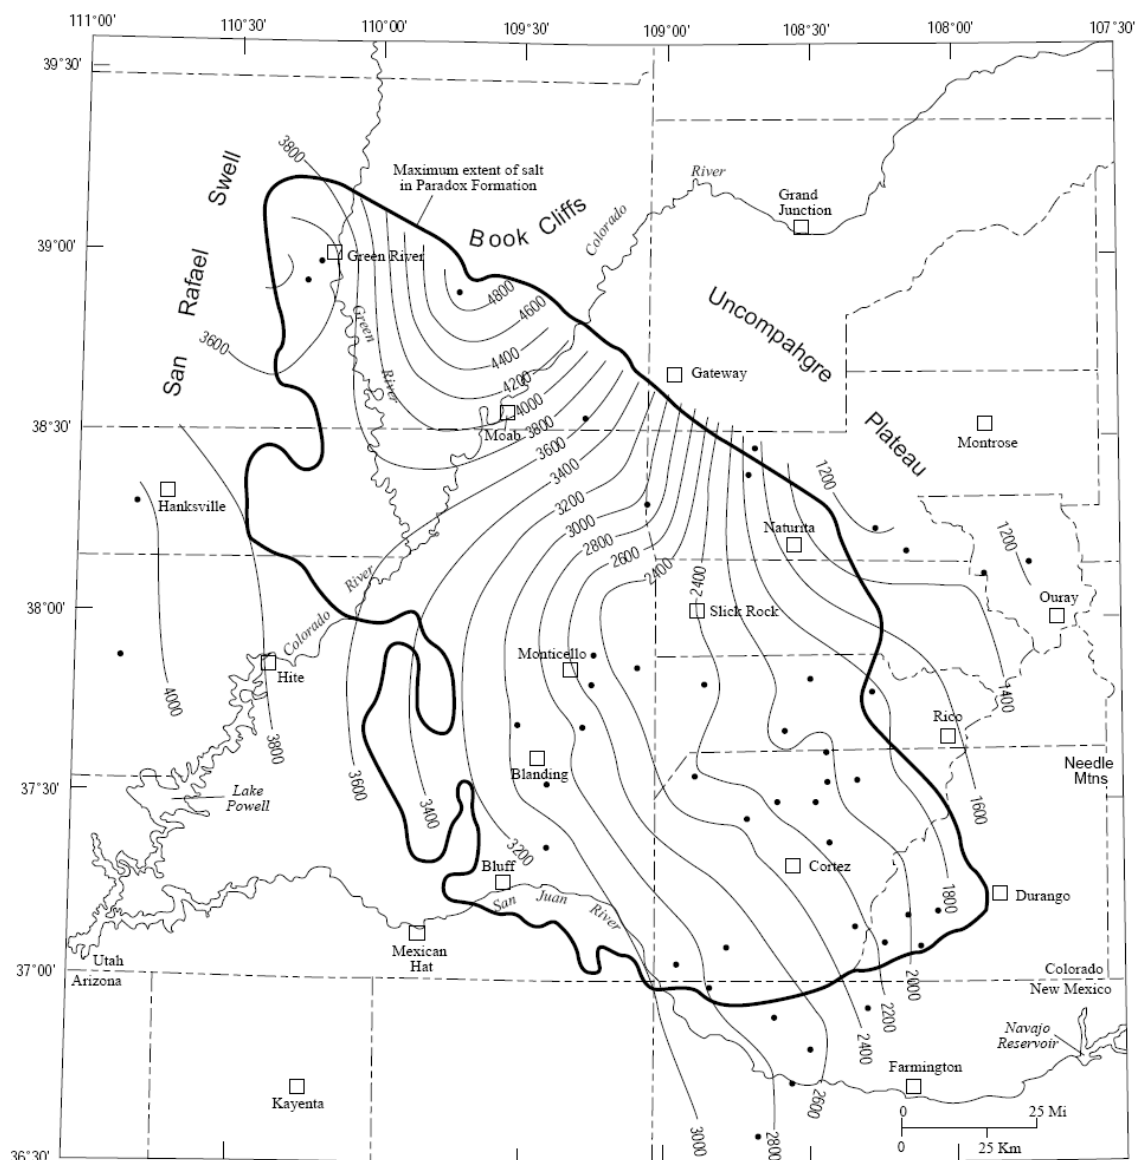 111°00'
110°30'
110°00'
109°30'
109°00'
108°30'
108°00'
107°30'
39°30'
3800
Swell
Maximum extent of salt
in Paradox Formation
River
Grand
Junction
Book Cliffs
Colorado
39°00'
Green River
Rafael
4800
4600
Uncompahgre
Green
River
3600
San
4400
4200
4000
3800
Gateway
Moab
38°30'
3600
Plateau
Montrose
3400
1200
Hanksville
3200
3000
2800
2600
2400
2400
Naturita
1200
River
Colorado
38°00'
Slick Rock
Ouray
Monticello
Hite
4000
3800
1400
Rico
3600
Blanding
Needle
Mtns
37°30'
Lake
Powell
3400
1600
3200
Bluff
Cortez
1800
Durango
San Juan River
Mexican
Hat
37°00'
Utah
Arizona
Colorado
New Mexico
2000
2200
2400
Navajo
Reservoir
Farmington
Kayenta
2600
0 25 Mi
0 25 Km
3000
2800
36°30'